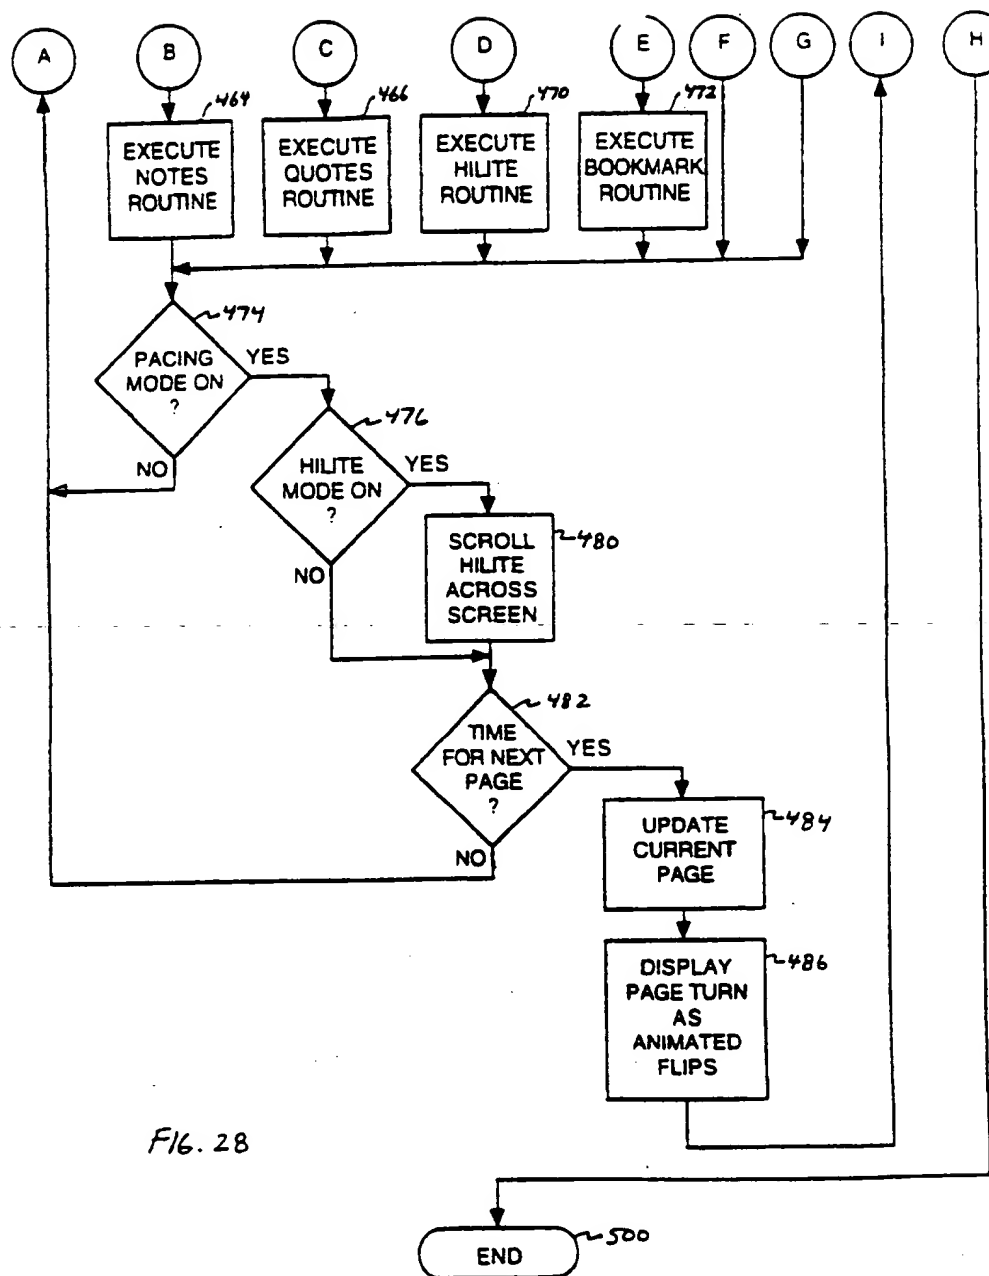 A
B
C
D
E
F
G
I
H
464
EXECUTE
NOTES
ROUTINE
466
EXECUTE
QUOTES
ROUTINE
470
EXECUTE
HILITE
ROUTINE
472
EXECUTE
BOOKMARK
ROUTINE
474
PACING
MODE ON
?
YES
NO
476
HILITE
MODE ON
?
YES
NO
480
SCROLL
HILITE
ACROSS
SCREEN
482
TIME
FOR NEXT
PAGE
?
YES
NO
484
UPDATE
CURRENT
PAGE
486
DISPLAY
PAGE TURN
AS
ANIMATED
FLIPS
FIG. 28
500
END